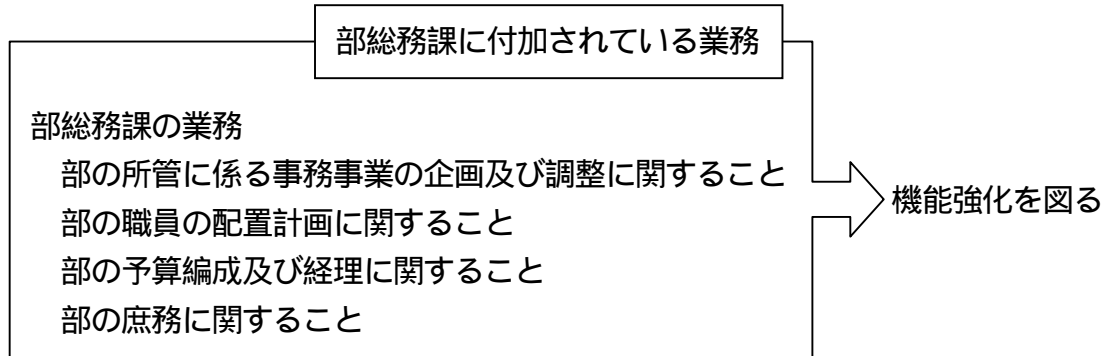 部総務課に付加されている業務
部総務課の業務
部の所管に係る事務事業の企画及び調整に関すること
部の職員の配置計画に関すること
部の予算編成及び経理に関すること
部の庶務に関すること
機能強化を図る